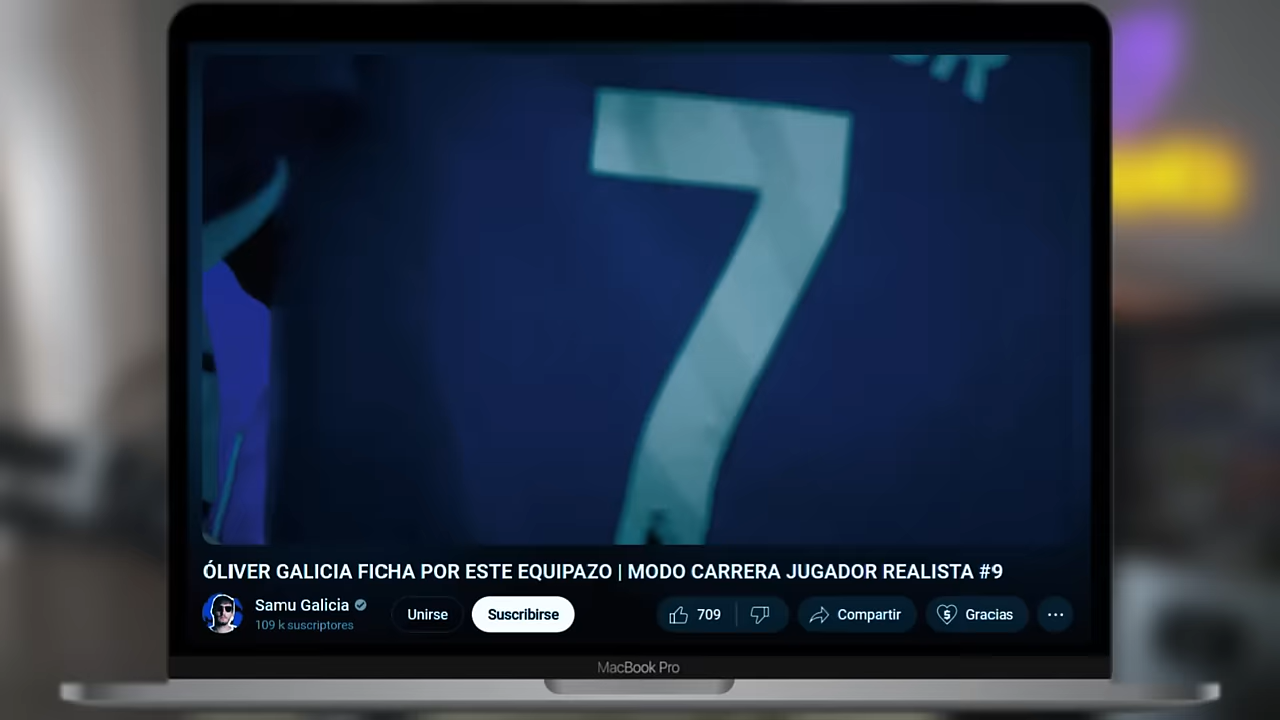 7
ÓLIVER GALICIA FICHA POR ESTE EQUIPAZO | MODO CARRERA JUGADOR REALISTA #9
Samu Galicia
109 k suscriptores
Unirse
Suscribirse
709
Compartir
Gracias
MacBook Pro